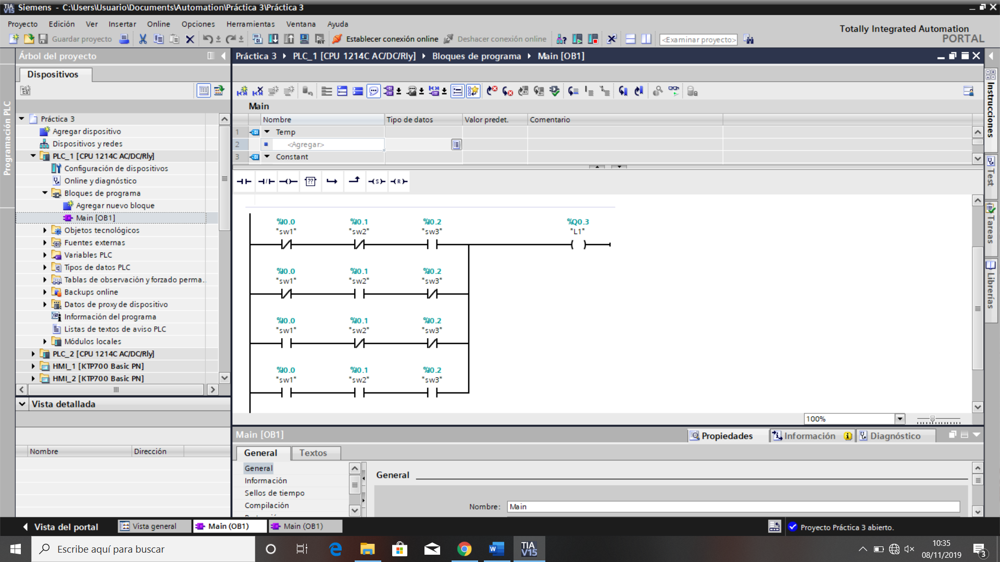 Siemens - C:\Users\Usuario\Documents\Automation\Práctica 3\Práctica 3
Proyecto Edición Ver Insertar Online Opciones Herramientas Ventana Ayuda
Totally Integrated Automation
PORTAL
Guardar proyecto Establecer conexión online Deshacer conexión online <Examinar proyecto>
Árbol del proyecto
Práctica 3 PLC_1 [CPU 1214C AC/DC/Rly] Bloques de programa Main [OB1]
Dispositivos
Programación PLC
Práctica 3
Agregar dispositivo
Dispositivos y redes
PLC_1 [CPU 1214C AC/DC/Rly]
Configuración de dispositivos
Online y diagnóstico
Bloques de programa
Agregar nuevo bloque
Main [OB1]
Objetos tecnológicos
Fuentes externas
Variables PLC
Tipos de datos PLC
Tablas de observación y forzado perma..
Backups online
Datos de proxy de dispositivo
Información del programa
Listas de textos de aviso PLC
Módulos locales
PLC_2 [CPU 1214C AC/DC/Rly]
HMI_1 [KTP700 Basic PN]
HMI_2 [KTP700 Basic PN]
Vista detallada
Nombre Dirección
Main
Nombre Tipo de datos Valor predet. Comentario
1 Temp
2 <Agregar>
3 Constant
%I0.0 %I0.1 %I0.2 %Q0.3
"sw1" "sw2" "sw3" "L1"
%I0.0 %I0.1 %I0.2
"sw1" "sw2" "sw3"
%I0.0 %I0.1 %I0.2
"sw1" "sw2" "sw3"
%I0.0 %I0.1 %I0.2
"sw1" "sw2" "sw3"
100%
Instrucciones
Test
Tareas
Librerías
Main [OB1]
Propiedades Información Diagnóstico
General Textos
General
Información
Sellos de tiempo
Compilación
General
Nombre: Main
Vista del portal Vista general Main (OB1) Main (OB1) Proyecto Práctica 3 abierto.
Escribe aquí para buscar
TIA
V15
10:35
08/11/2019
3